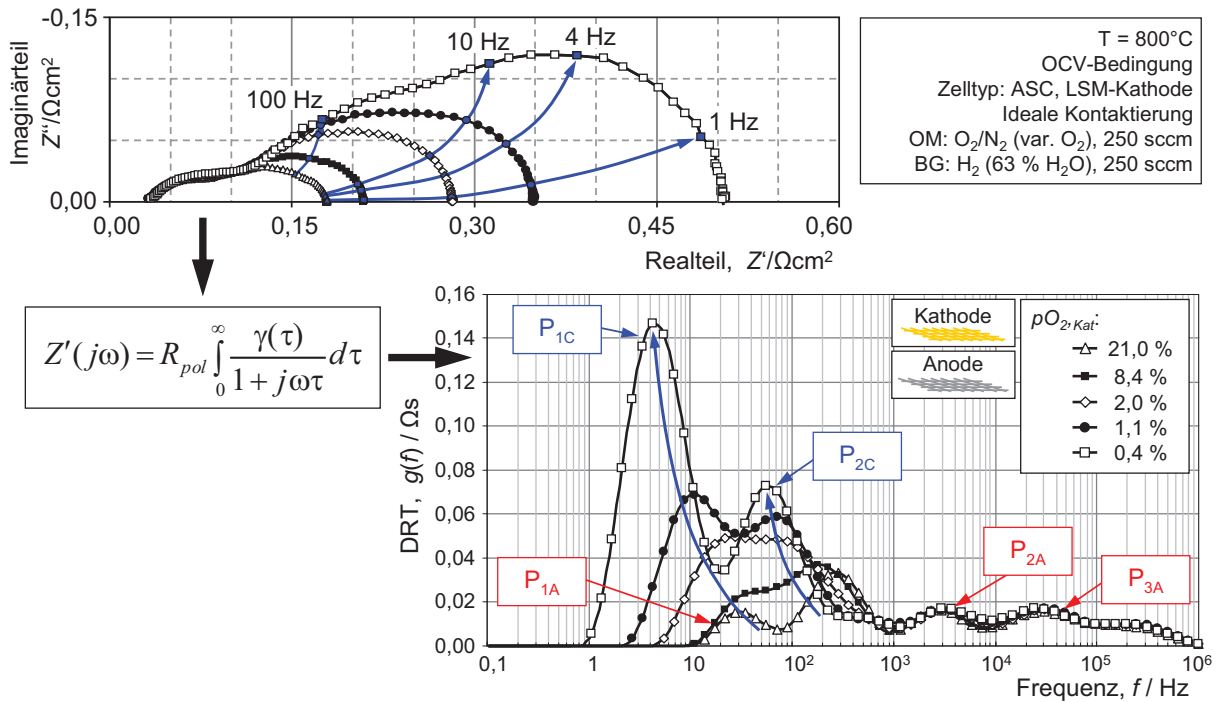 -0,15
0,00
Imaginärteil
Z"/Ωcm2
100 Hz
10 Hz
4 Hz
1 Hz
0,00
0,15
0,30
0,45
0,60
Realteil, Z‘/Ωcm²
T = 800°C
OCV-Bedingung
Zelltyp: ASC, LSM-Kathode
Ideale Kontaktierung
OM: O₂/N₂ (var. O₂), 250 sccm
BG: H₂ (63 % H₂O), 250 sccm
Z'(jω) = R_pol ∫₀^∞ γ(τ)/(1 + jωτ) dτ
0,16
0,14
0,12
0,10
0,08
0,06
0,04
0,02
0,00
DRT, g(f) / Ωs
P1C
P2C
P1A
P2A
P3A
Kathode
Anode
pO2,Kat:
21,0 %
8,4 %
2,0 %
1,1 %
0,4 %
0,1
1
10
10²
10³
10⁴
10⁵
10⁶
Frequenz, f / Hz